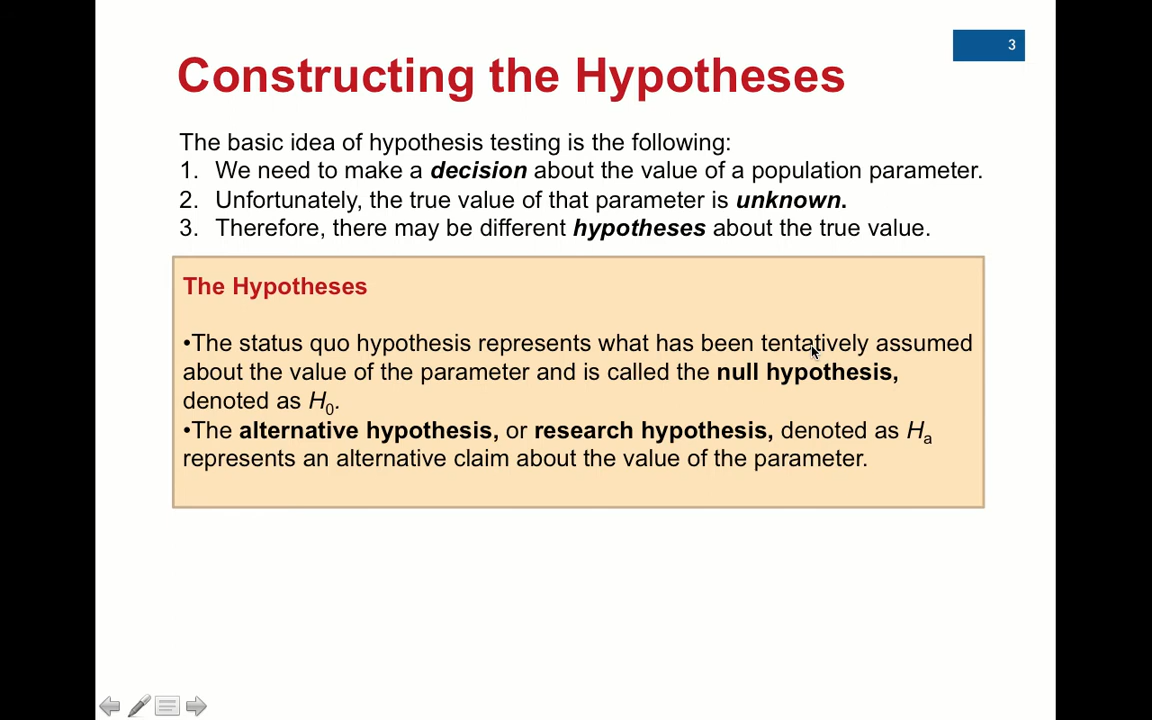 3
Constructing the Hypotheses
The basic idea of hypothesis testing is the following:
1. We need to make a decision about the value of a population parameter.
2. Unfortunately, the true value of that parameter is unknown.
3. Therefore, there may be different hypotheses about the true value.
The Hypotheses
•The status quo hypothesis represents what has been tentatively assumed
about the value of the parameter and is called the null hypothesis,
denoted as H₀.
•The alternative hypothesis, or research hypothesis, denoted as Hₐ
represents an alternative claim about the value of the parameter.